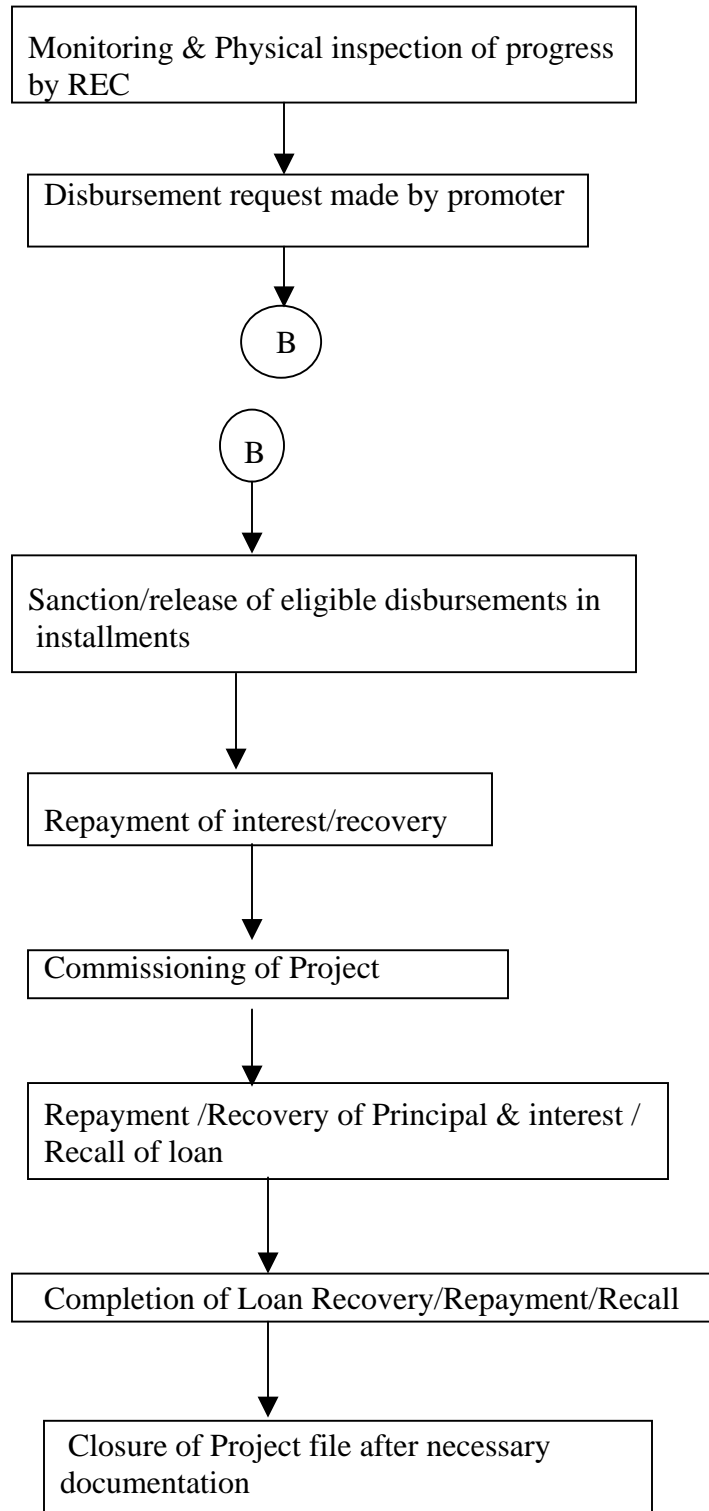 Monitoring & Physical inspection of progress
by REC
Disbursement request made by promoter
B
B
Sanction/release of eligible disbursements in
installments
Repayment of interest/recovery
Commissioning of Project
Repayment /Recovery of Principal & interest /
Recall of loan
Completion of Loan Recovery/Repayment/Recall
Closure of Project file after necessary
documentation